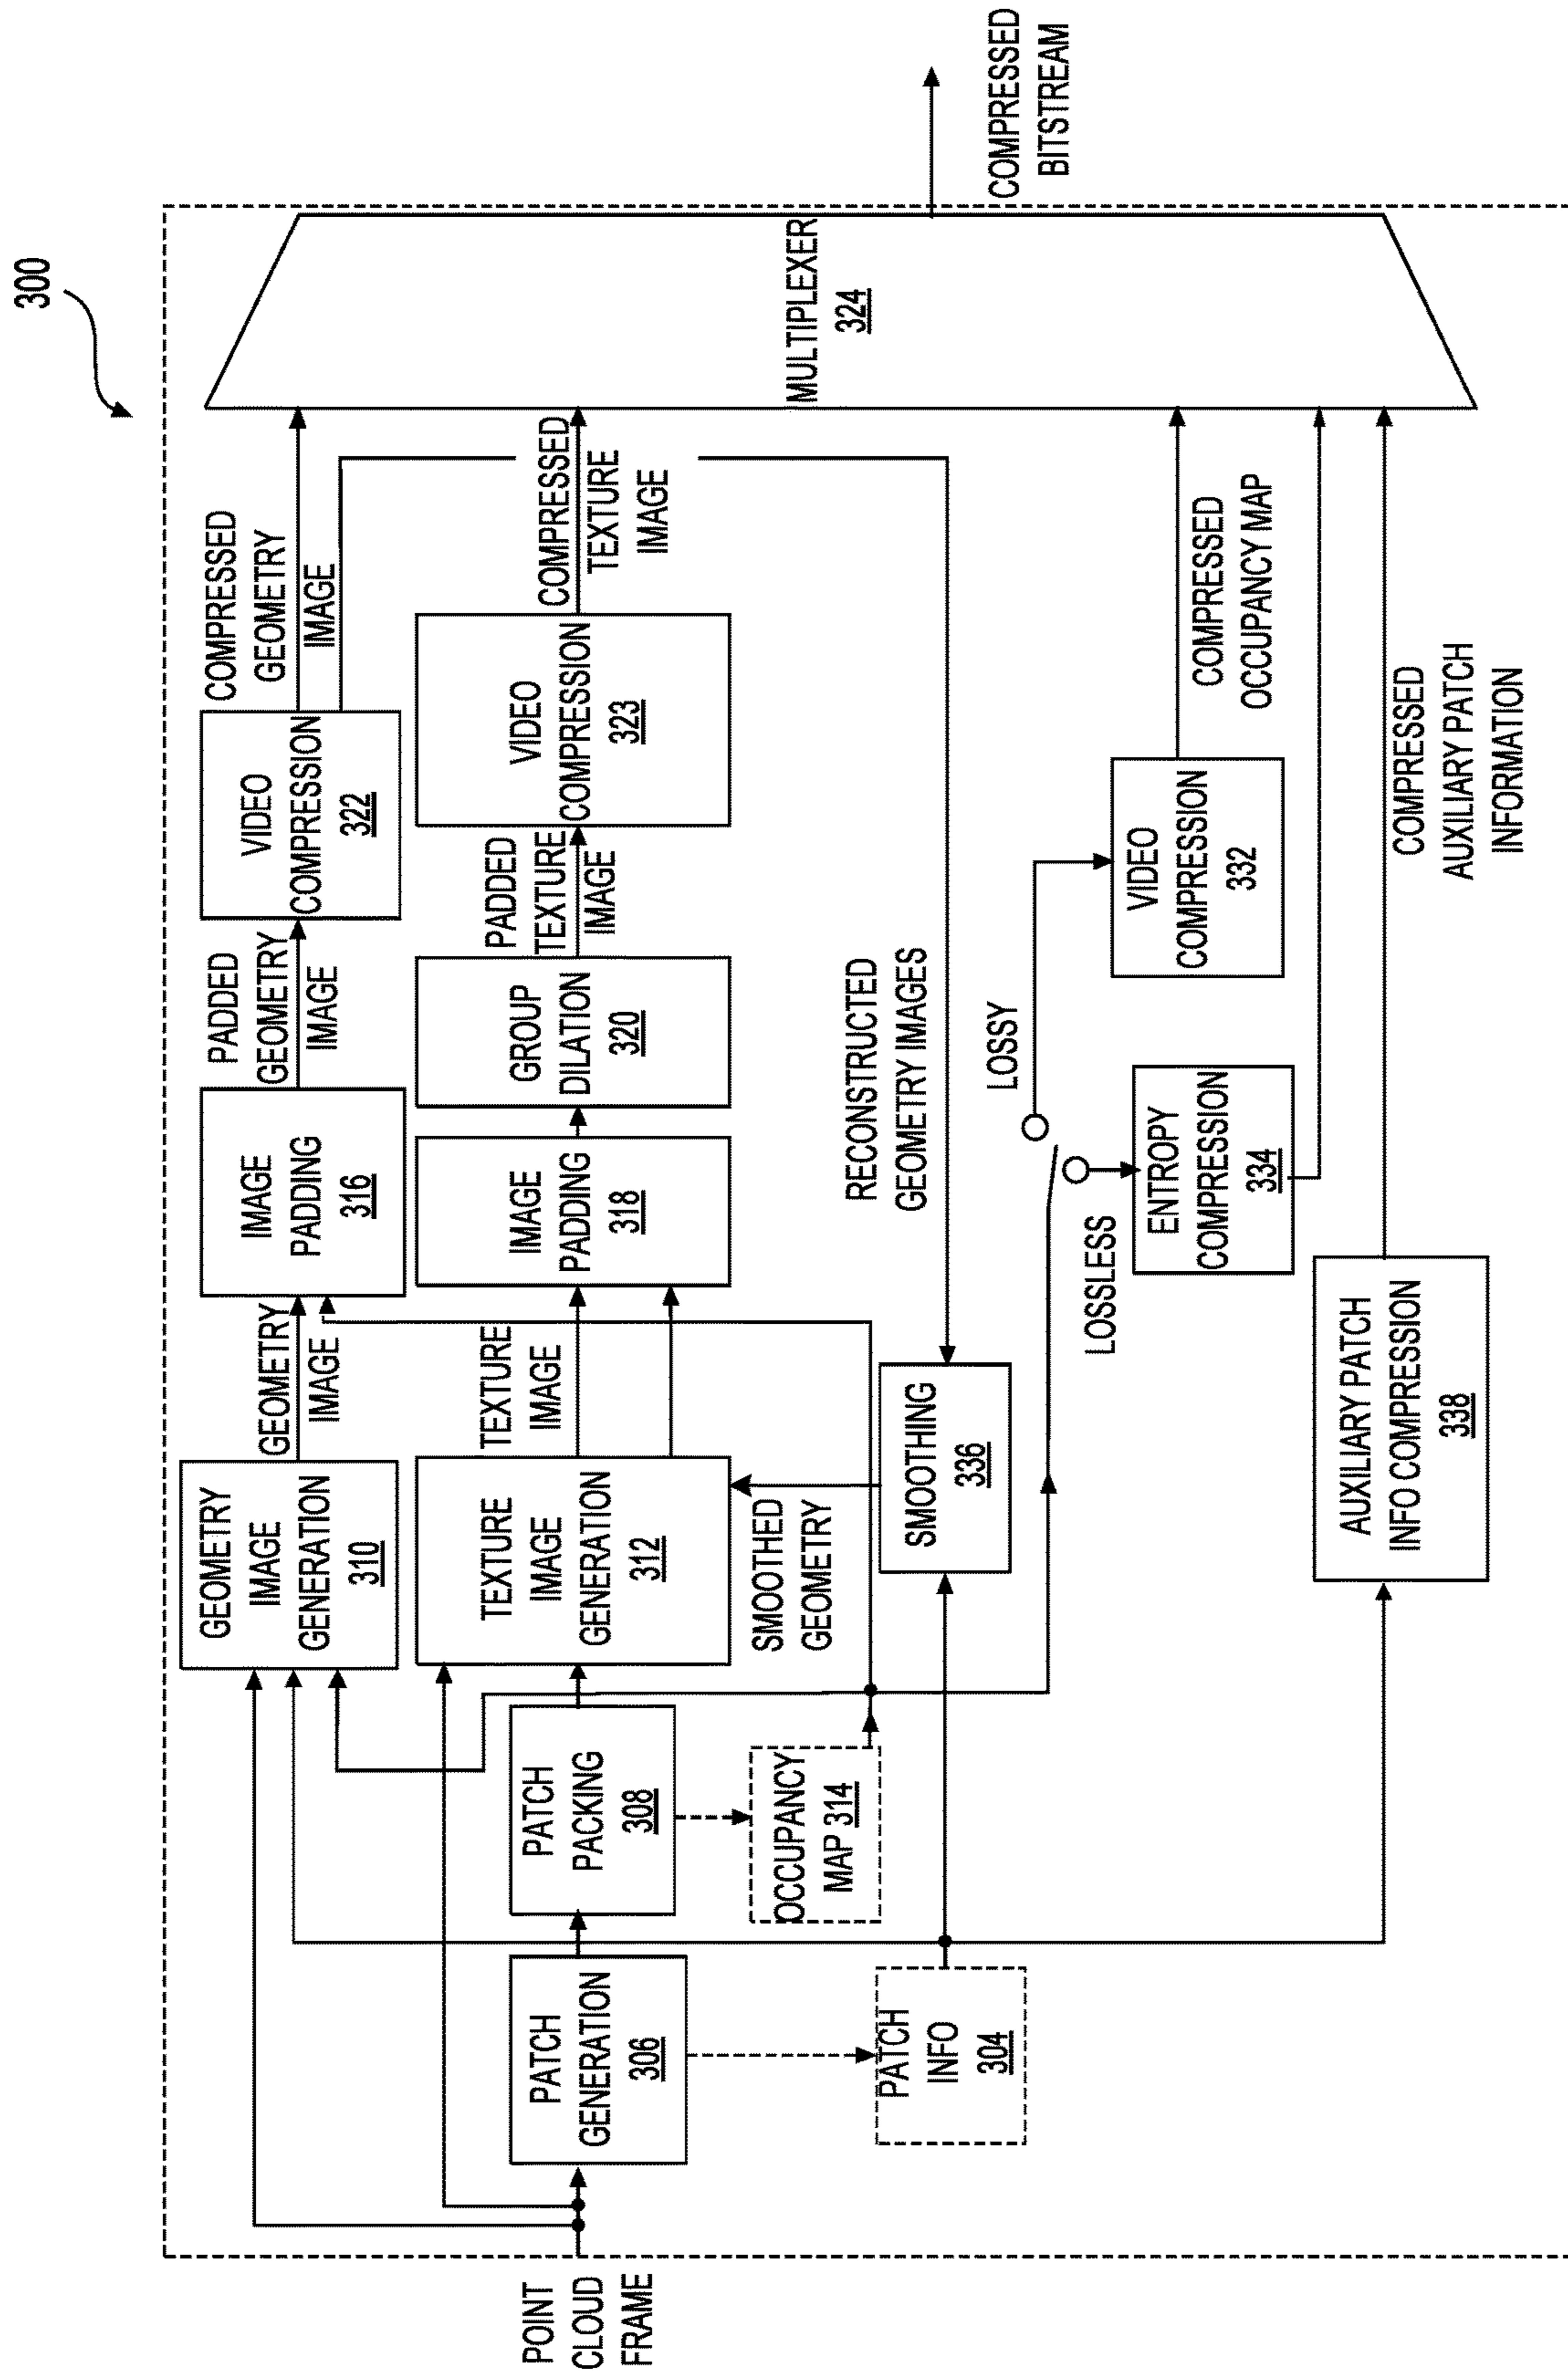 300
POINT
CLOUD
FRAME
PATCH
GENERATION
306
PATCH
INFO
304
PATCH
PACKING
308
OCCUPANCY
MAP 314
GEOMETRY
IMAGE
GENERATION
310
TEXTURE
IMAGE
GENERATION
312
SMOOTHED
GEOMETRY
SMOOTHING
336
GEOMETRY
IMAGE
TEXTURE
IMAGE
IMAGE
PADDING
316
IMAGE
PADDING
318
GROUP
DILATION
320
PADDED
GEOMETRY
IMAGE
PADDED
TEXTURE
IMAGE
VIDEO
COMPRESSION
322
VIDEO
COMPRESSION
323
COMPRESSED
GEOMETRY
IMAGE
COMPRESSED
TEXTURE
IMAGE
RECONSTRUCTED
GEOMETRY IMAGES
LOSSY
LOSSLESS
VIDEO
COMPRESSION
332
ENTROPY
COMPRESSION
334
AUXILIARY PATCH
INFO COMPRESSION
338
COMPRESSED
OCCUPANCY MAP
COMPRESSED
AUXILIARY PATCH
INFORMATION
MULTIPLEXER
324
COMPRESSED
BITSTREAM